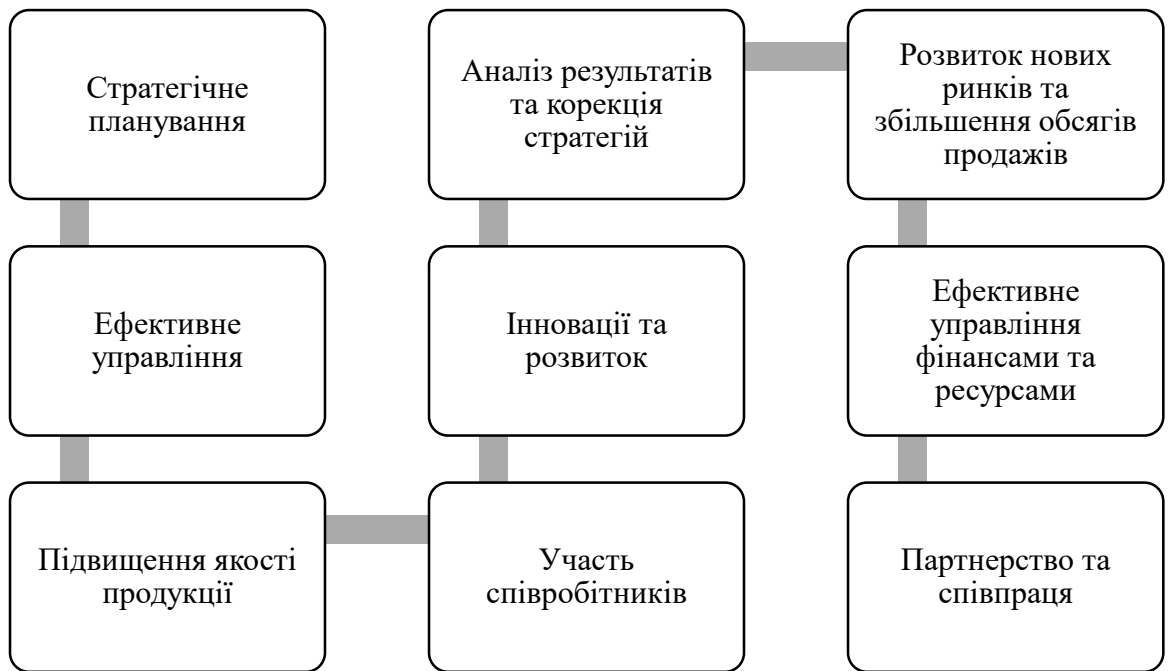 Стратегічне
планування
Ефективне
управління
Підвищення якості
продукції
Участь
співробітників
Інновації та
розвиток
Аналіз результатів
та корекція
стратегій
Розвиток нових
ринків та
збільшення обсягів
продажів
Ефективне
управління
фінансами та
ресурсами
Партнерство та
співпраця